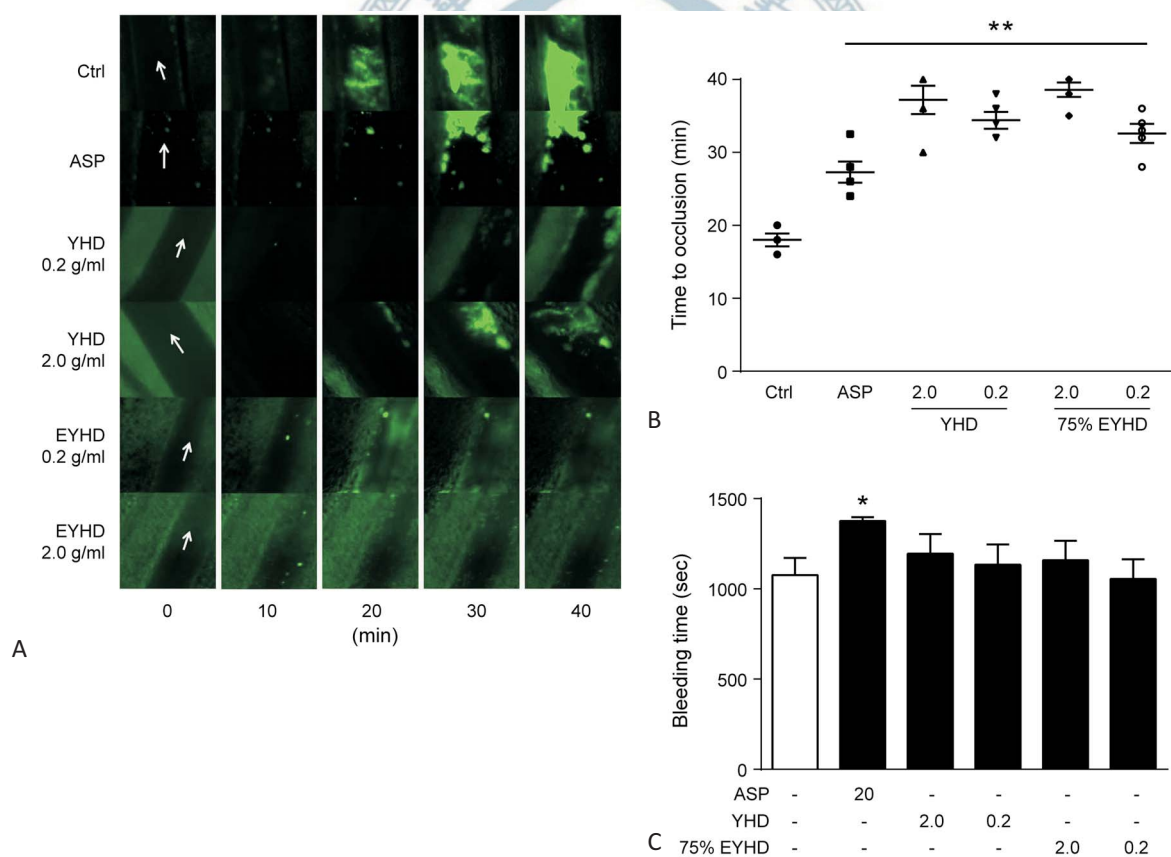 Ctrl
ASP
YHD
0.2 g/ml
YHD
2.0 g/ml
EYHD
0.2 g/ml
EYHD
2.0 g/ml
0 10 20 30 40
(min)
A
**
Time to occlusion (min)
40
30
20
10
0
Ctrl ASP 2.0 0.2 2.0 0.2
YHD 75% EYHD
B
*
Bleeding time (sec)
1500
1000
500
0
ASP - 20 - - - -
YHD - - 2.0 0.2 - -
75% EYHD - - - - 2.0 0.2
C